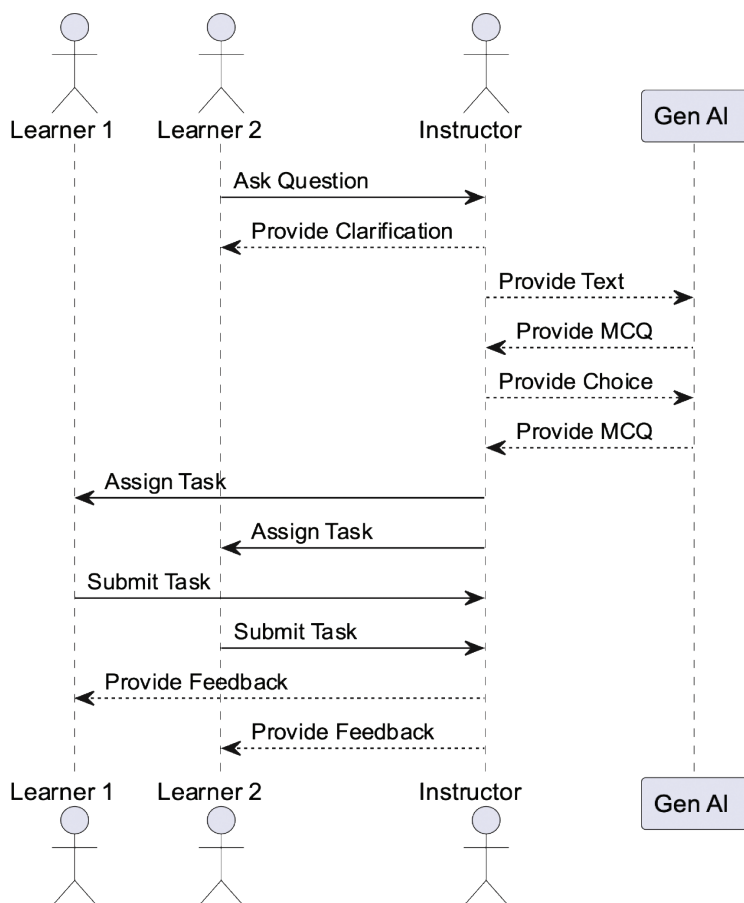 Learner 1
Learner 2
Instructor
Gen AI
Ask Question
Provide Clarification
Provide Text
Provide MCQ
Provide Choice
Provide MCQ
Assign Task
Assign Task
Submit Task
Submit Task
Provide Feedback
Provide Feedback
Learner 1
Learner 2
Instructor
Gen AI